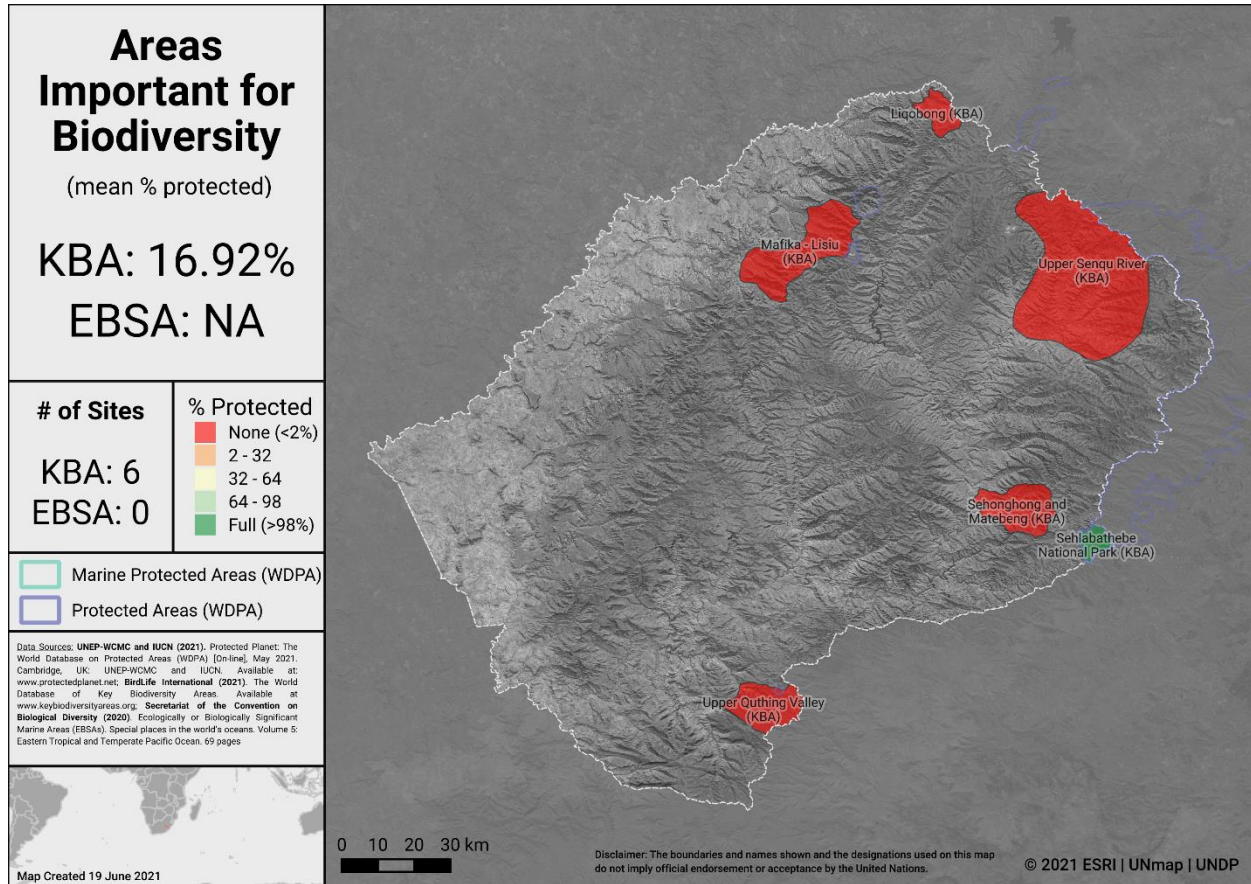 Areas
Important for
Biodiversity
(mean % protected)
KBA: 16.92%
EBSA: NA
# of Sites
KBA: 6
EBSA: 0
% Protected
None (<2%)
2 - 32
32 - 64
64 - 98
Full (>98%)
Marine Protected Areas (WDPA)
Protected Areas (WDPA)
Data Sources: UNEP-WCMC and IUCN (2021). Protected Planet: The
World Database on Protected Areas (WDPA) [On-line], May 2021.
Cambridge, UK: UNEP-WCMC and IUCN. Available at:
www.protectedplanet.net; BirdLife International (2021). The World
Database of Key Biodiversity Areas. Available at
www.keybiodiversityareas.org; Secretariat of the Convention on
Biological Diversity (2020). Ecologically or Biologically Significant
Marine Areas (EBSAs). Special places in the world's oceans. Volume 5:
Eastern Tropical and Temperate Pacific Ocean. 69 pages
Map Created 19 June 2021
Liqobong (KBA)
Mafika - Lisiu
(KBA)
Upper Senqu River
(KBA)
Sehonghong and
Matebeng (KBA)
Sehlabathebe
National Park (KBA)
Upper Quthing Valley
(KBA)
0 10 20 30 km
Disclaimer: The boundaries and names shown and the designations used on this map
do not imply official endorsement or acceptance by the United Nations.
© 2021 ESRI | UNmap | UNDP